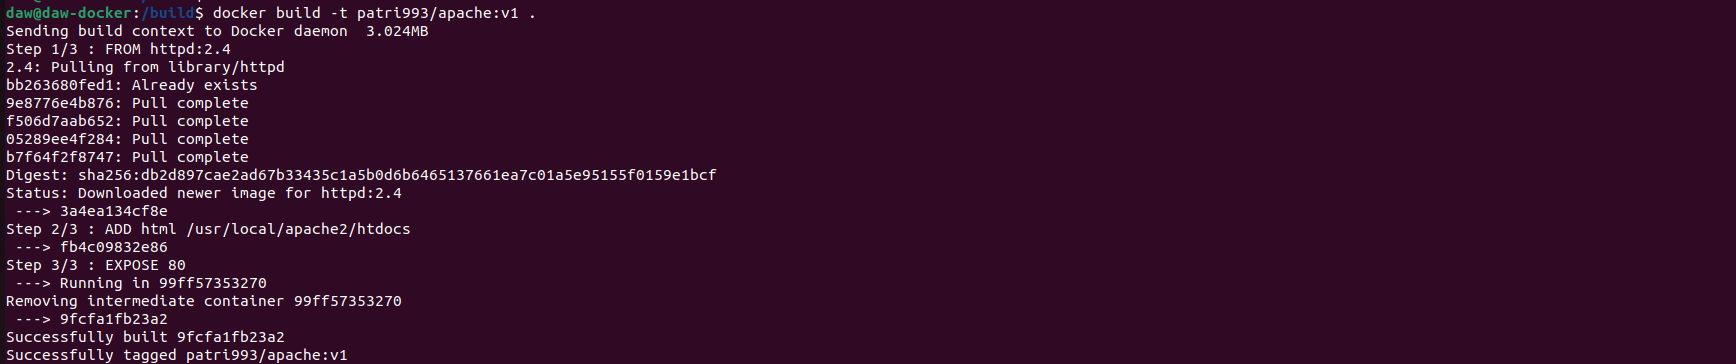 daw@daw-docker:/build$ docker build -t patri993/apache:v1 .
Sending build context to Docker daemon  3.024MB
Step 1/3 : FROM httpd:2.4
2.4: Pulling from library/httpd
bb263680fed1: Already exists
9e8776e4b876: Pull complete
f506d7aab652: Pull complete
05289ee4f284: Pull complete
b7f64f2f8747: Pull complete
Digest: sha256:db2d897cae2ad67b33435c1a5b0d6b6465137661ea7c01a5e95155f0159e1bcf
Status: Downloaded newer image for httpd:2.4
 ---> 3a4ea134cf8e
Step 2/3 : ADD html /usr/local/apache2/htdocs
 ---> fb4c09832e86
Step 3/3 : EXPOSE 80
 ---> Running in 99ff57353270
Removing intermediate container 99ff57353270
 ---> 9fcfa1fb23a2
Successfully built 9fcfa1fb23a2
Successfully tagged patri993/apache:v1